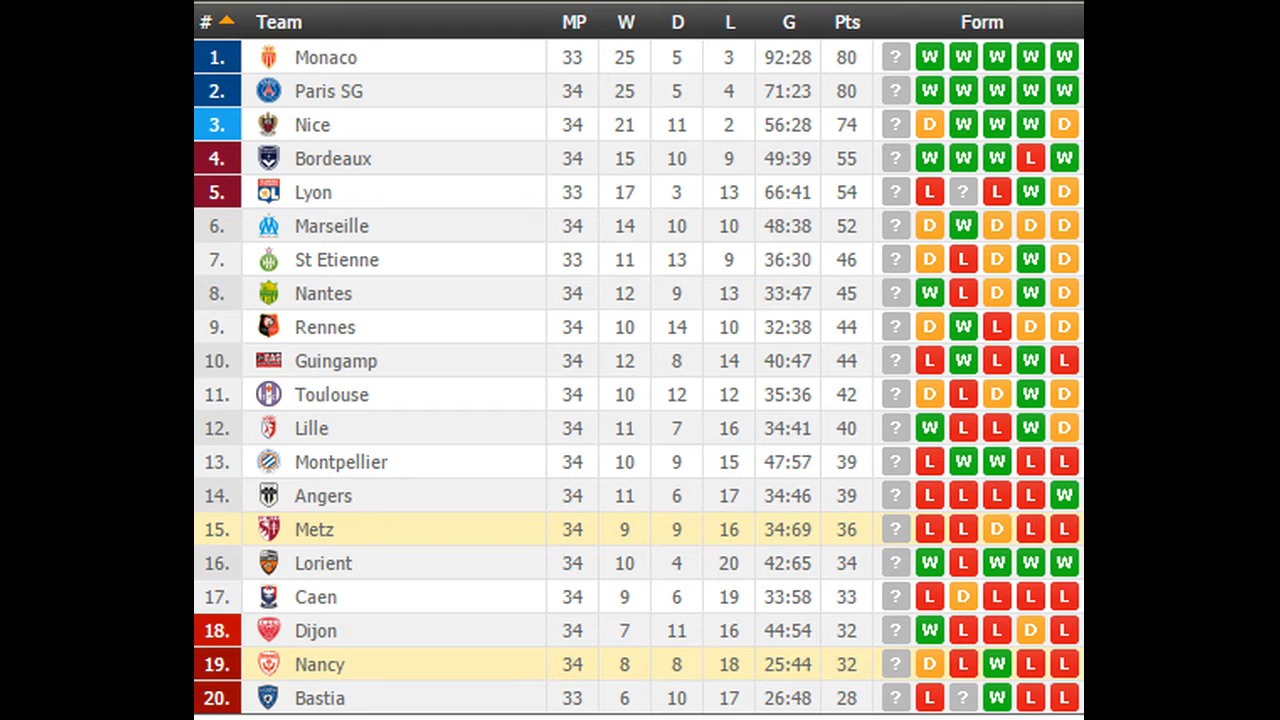 # Team MP W D L G Pts Form
1. Monaco 33 25 5 3 92:28 80 ? W W W W W
2. Paris SG 34 25 5 4 71:23 80 ? W W W W W
3. Nice 34 21 11 2 56:28 74 ? D W W W D
4. Bordeaux 34 15 10 9 49:39 55 ? W W W L W
5. Lyon 33 17 3 13 66:41 54 ? L ? L W D
6. Marseille 34 14 10 10 48:38 52 ? D W D D D
7. St Etienne 33 11 13 9 36:30 46 ? D L D W D
8. Nantes 34 12 9 13 33:47 45 ? W L D W D
9. Rennes 34 10 14 10 32:38 44 ? D W L D D
10. Guingamp 34 12 8 14 40:47 44 ? L W L W L
11. Toulouse 34 10 12 12 35:36 42 ? D L D W D
12. Lille 34 11 7 16 34:41 40 ? W L L W D
13. Montpellier 34 10 9 15 47:57 39 ? L W W L L
14. Angers 34 11 6 17 34:46 39 ? L L L L W
15. Metz 34 9 9 16 34:69 36 ? L L D L L
16. Lorient 34 10 4 20 42:65 34 ? W L W W W
17. Caen 34 9 6 19 33:58 33 ? L D L L L
18. Dijon 34 7 11 16 44:54 32 ? W L L D L
19. Nancy 34 8 8 18 25:44 32 ? D L W L L
20. Bastia 33 6 10 17 26:48 28 ? L ? W L L